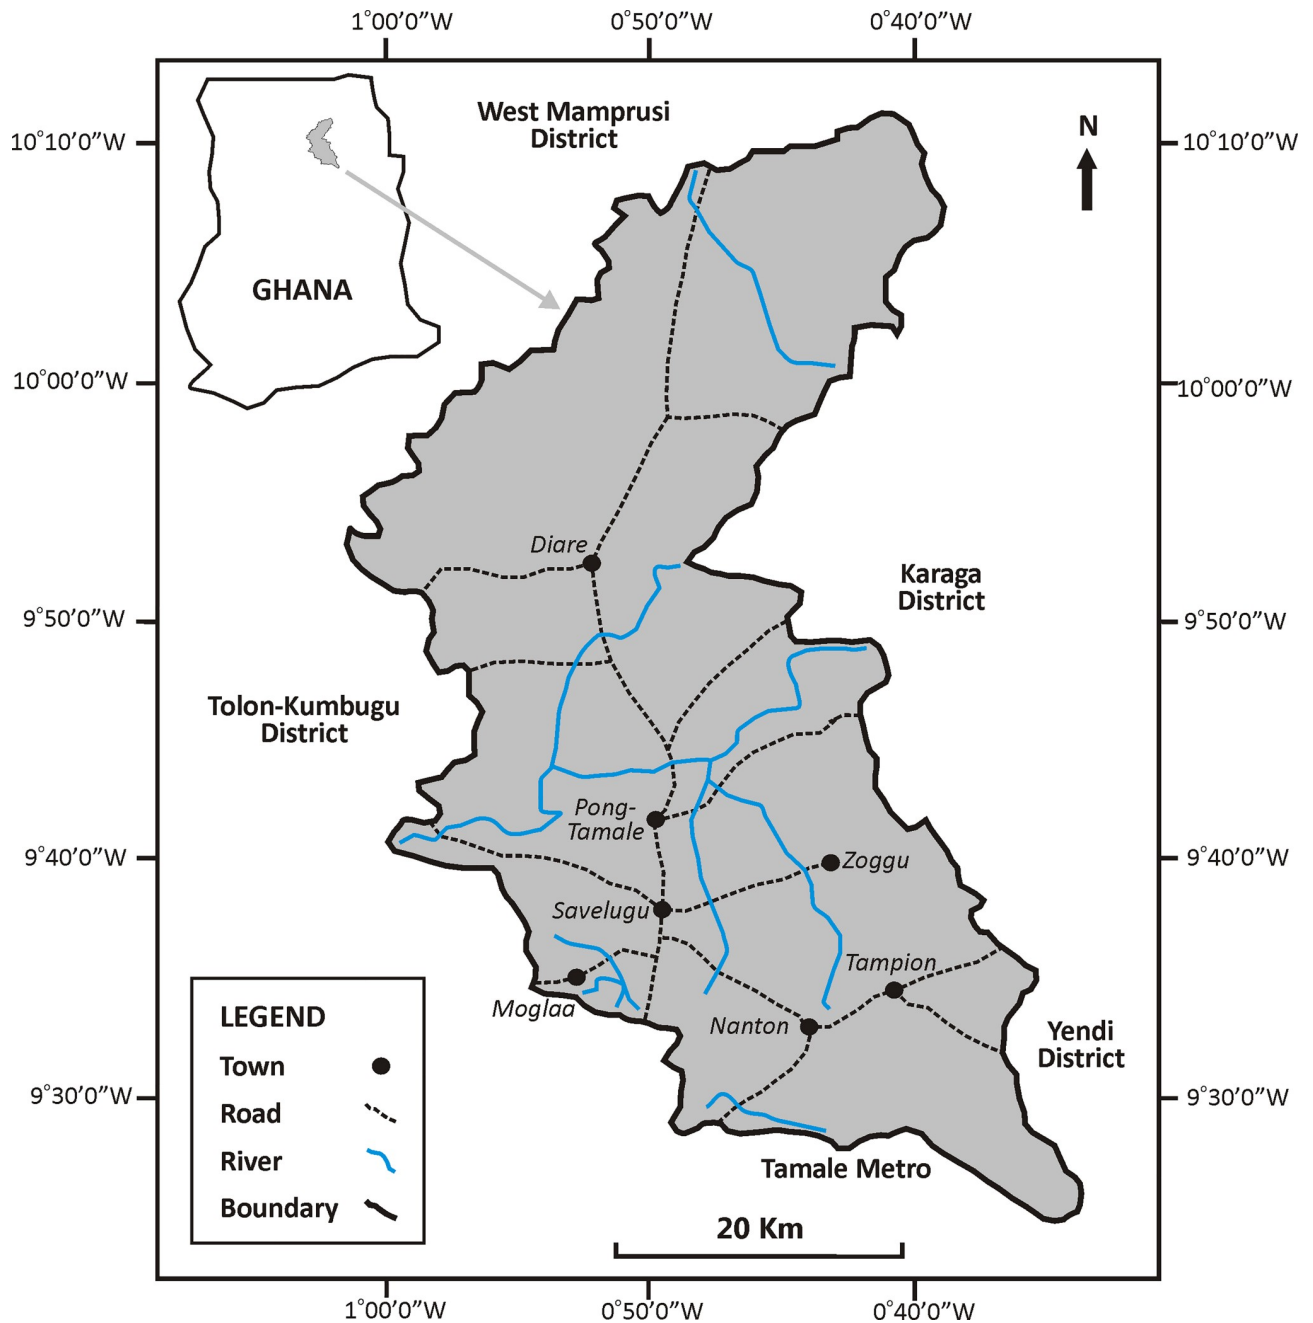 1°00’0”W
0°50’0”W
0°40’0”W
West Mamprusi
District
10°10’0”W
N
10°10’0”W
GHANA
10°00’0”W
10°00’0”W
Diare
Karaga
District
9°50’0”W
9°50’0”W
Tolon-Kumbugu
District
Pong-
Tamale
9°40’0”W
Zoggu
9°40’0”W
Savelugu
Tampion
Moglaa
Nanton
Yendi
District
LEGEND
Town
Road
River
Boundary
9°30’0”W
9°30’0”W
Tamale Metro
20 Km
1°00’0”W
0°50’0”W
0°40’0”W